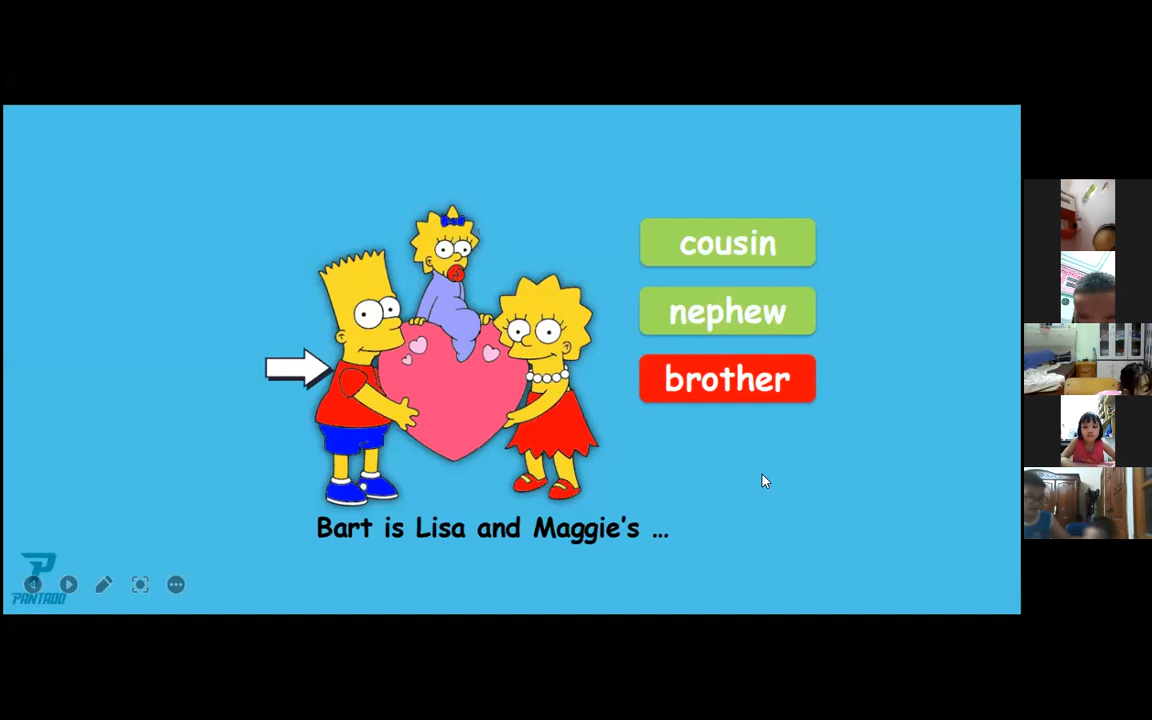 cousin
nephew
brother
Bart is Lisa and Maggie's ...
PANTADO